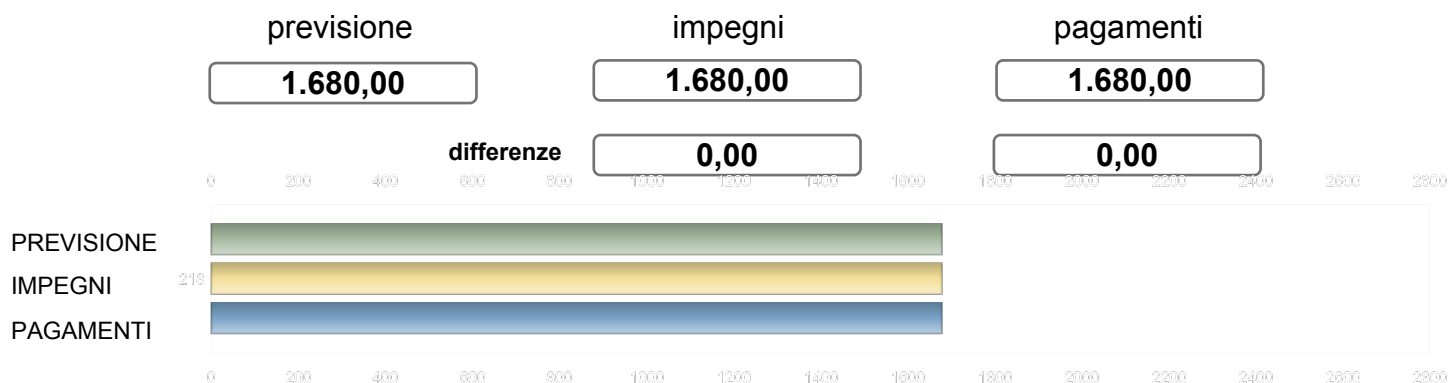 previsione impegni pagamenti
1.680,00 1.680,00 1.680,00
differenze 0,00 0,00
0 200 400 600 800 1000 1200 1400 1600 1800 2000 2200 2400 2600 2800
PREVISIONE
IMPEGNI 218
PAGAMENTI
0 200 400 600 800 1000 1200 1400 1600 1800 2000 2200 2400 2600 2800